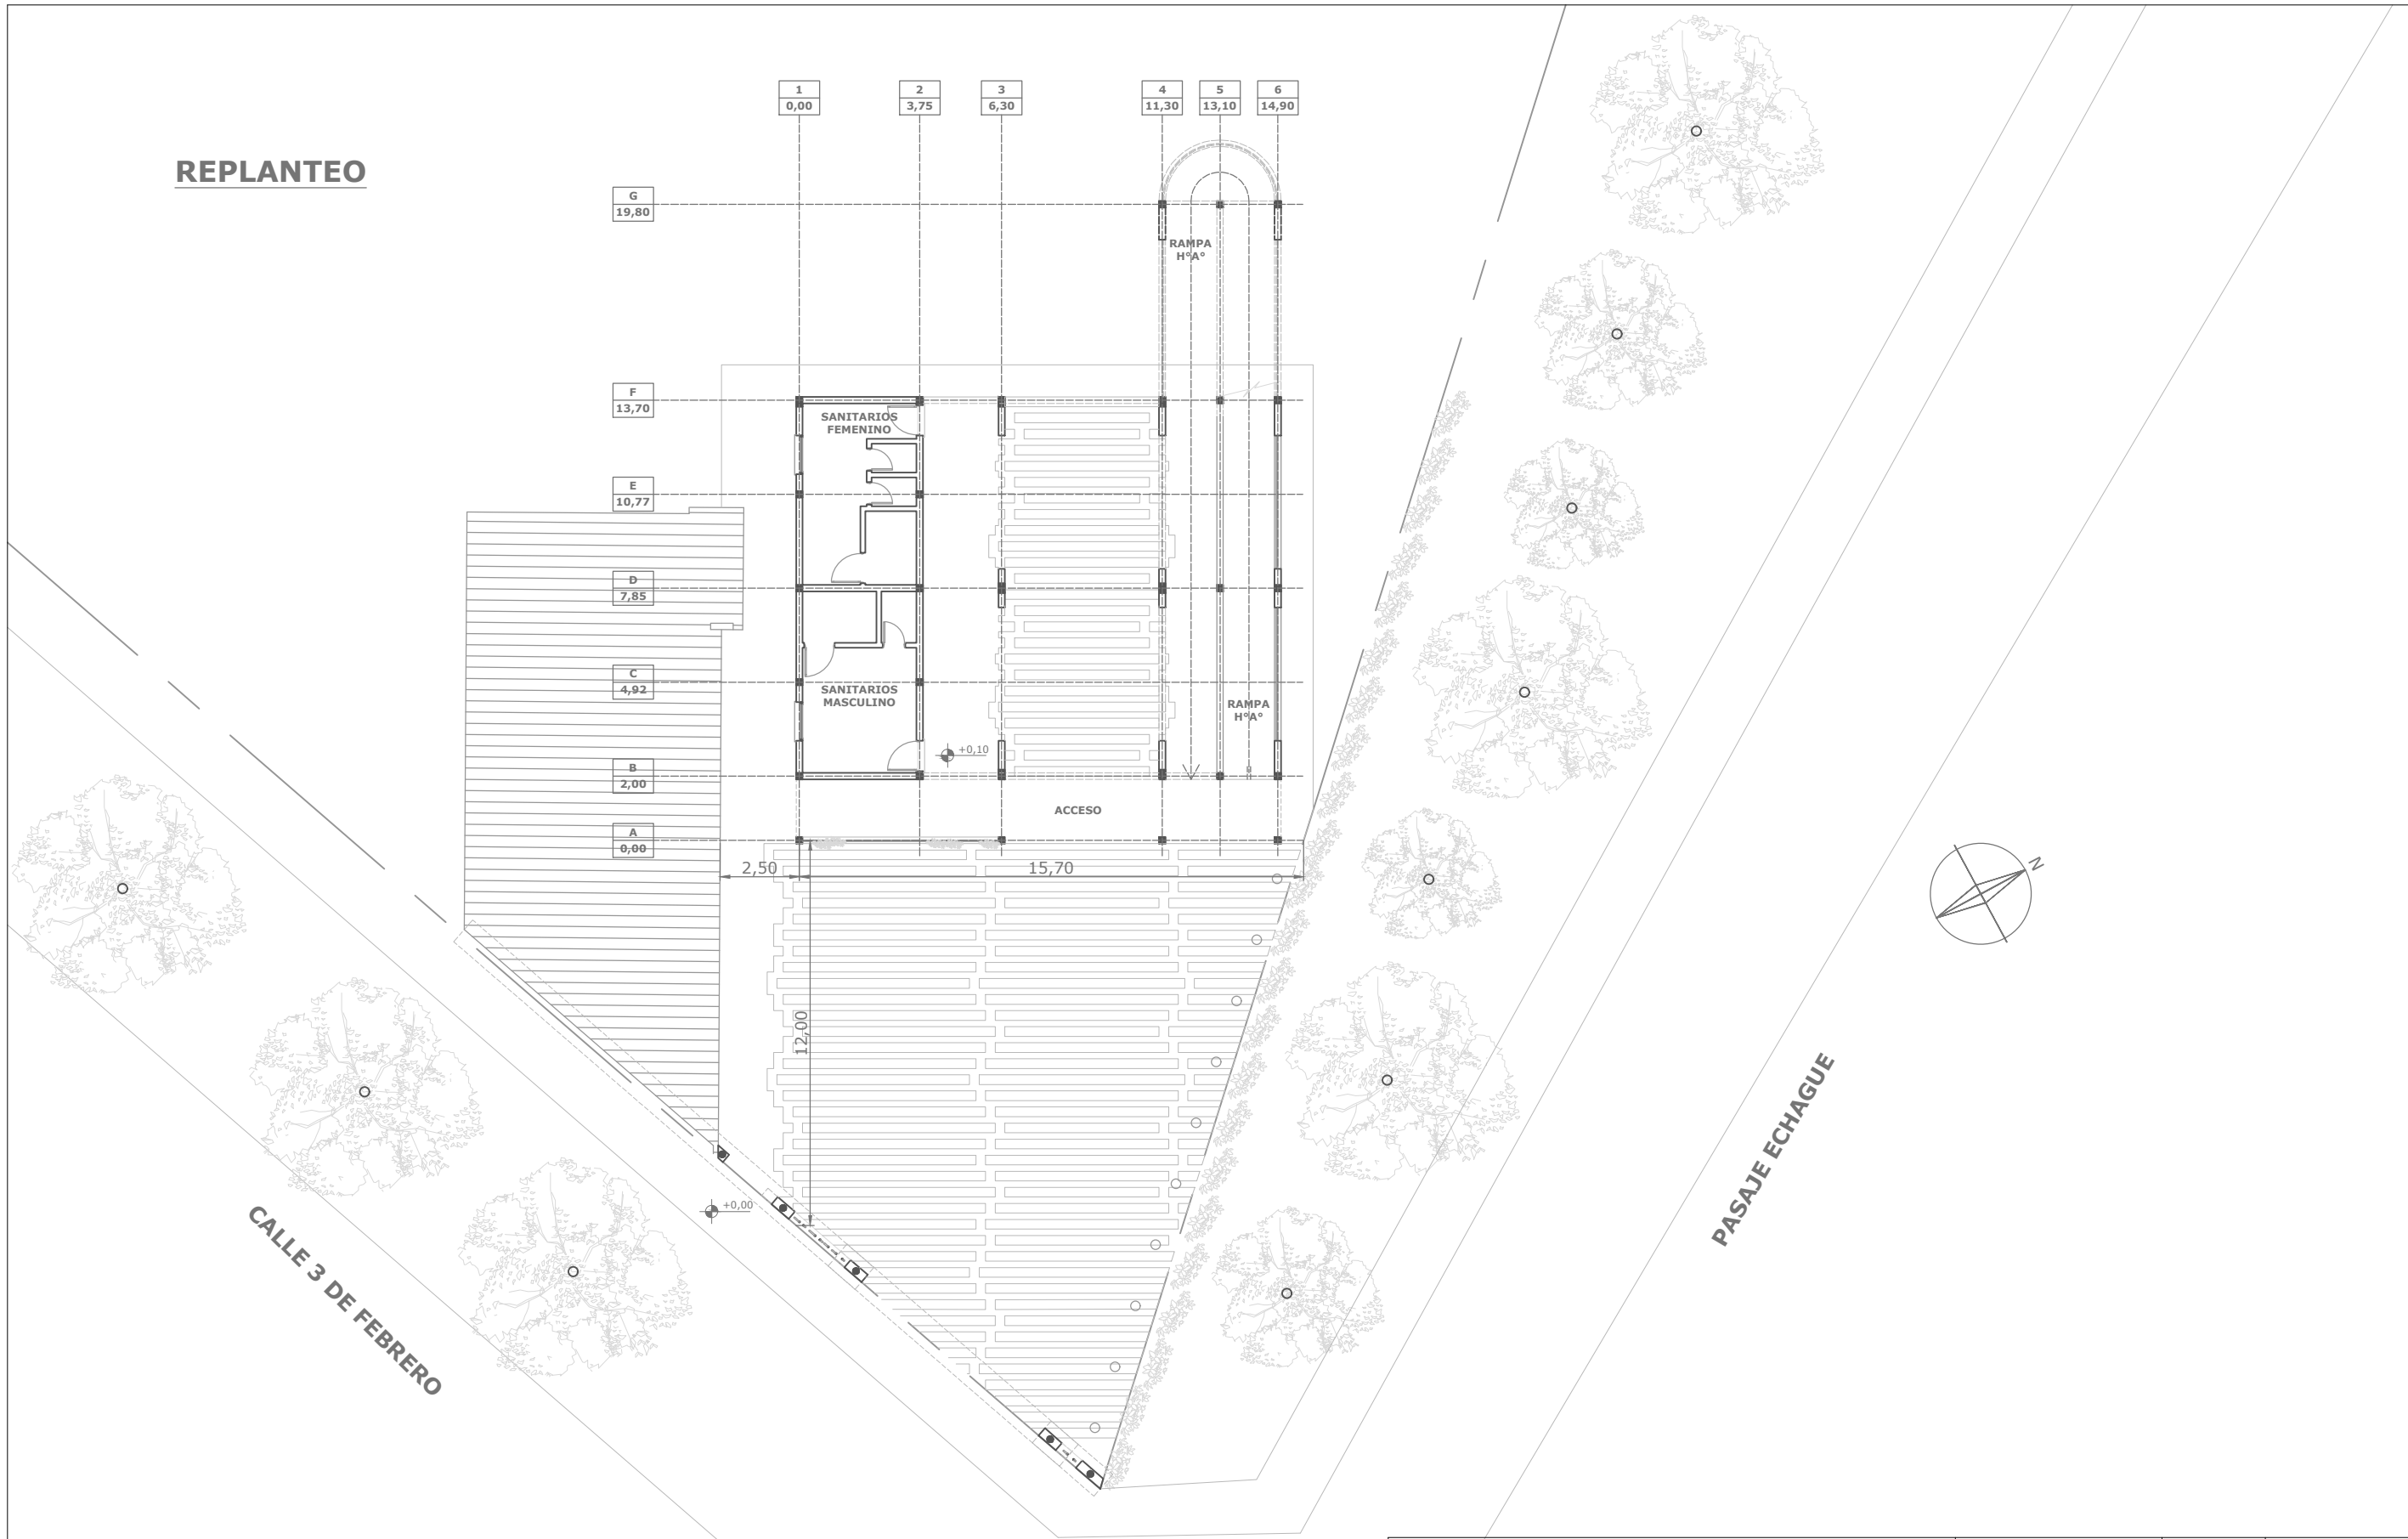 1 2 3 4 5 6
0,00 3,75 6,30 11,30 13,10 14,90
REPLANTEO
G
19,80
RAMPA
H°A°
F
13,70
SANITARIOS
FEMENINO
E
10,77
D
7,85
C
4,92
SANITARIOS
MASCULINO
RAMPA
H°A°
+0,10
B
2,00
ACCESO
A
0,00
2,50 15,70
N
12,00
+0,00
CALLE 3 DE FEBRERO
PASAJE ECHAGUE